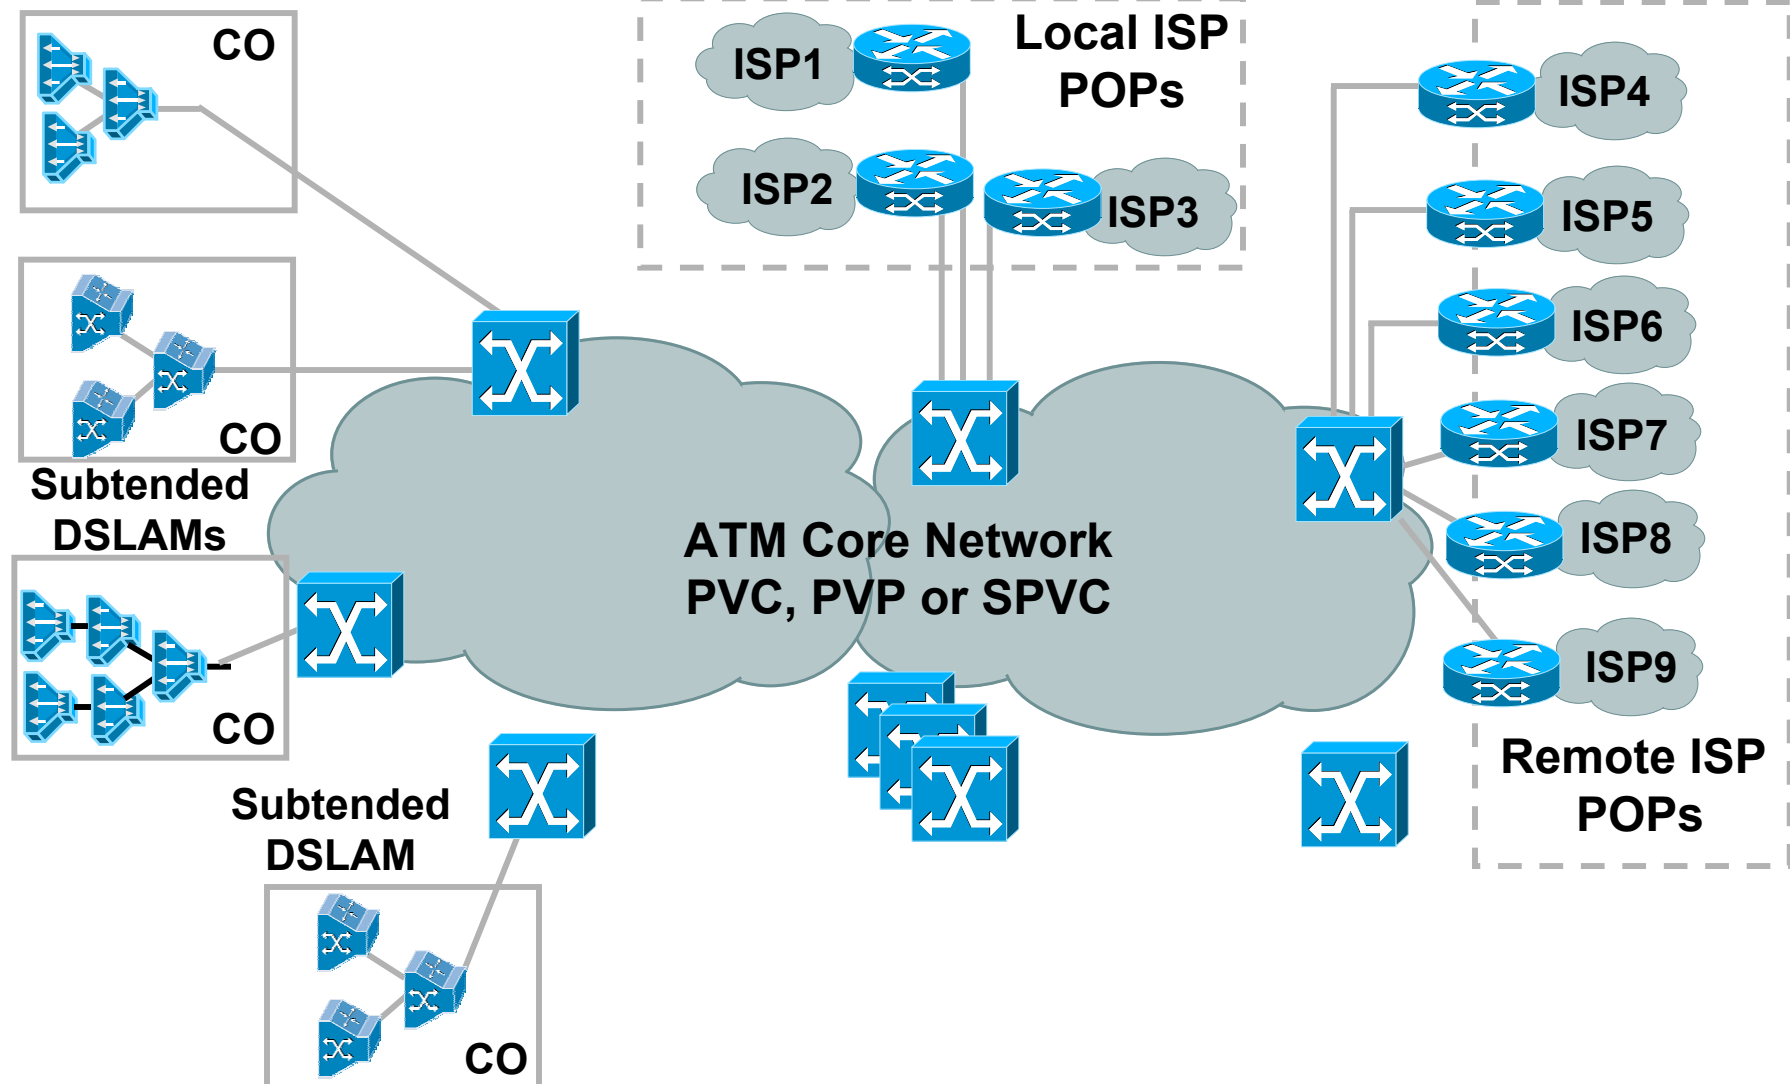 CO
ISP1
Local ISP
POPs
ISP2
ISP3
ISP4
ISP5
ISP6
ISP7
ISP8
ISP9
Remote ISP
POPs
CO
Subtended
DSLAMs
CO
ATM Core Network
PVC, PVP or SPVC
Subtended
DSLAM
CO